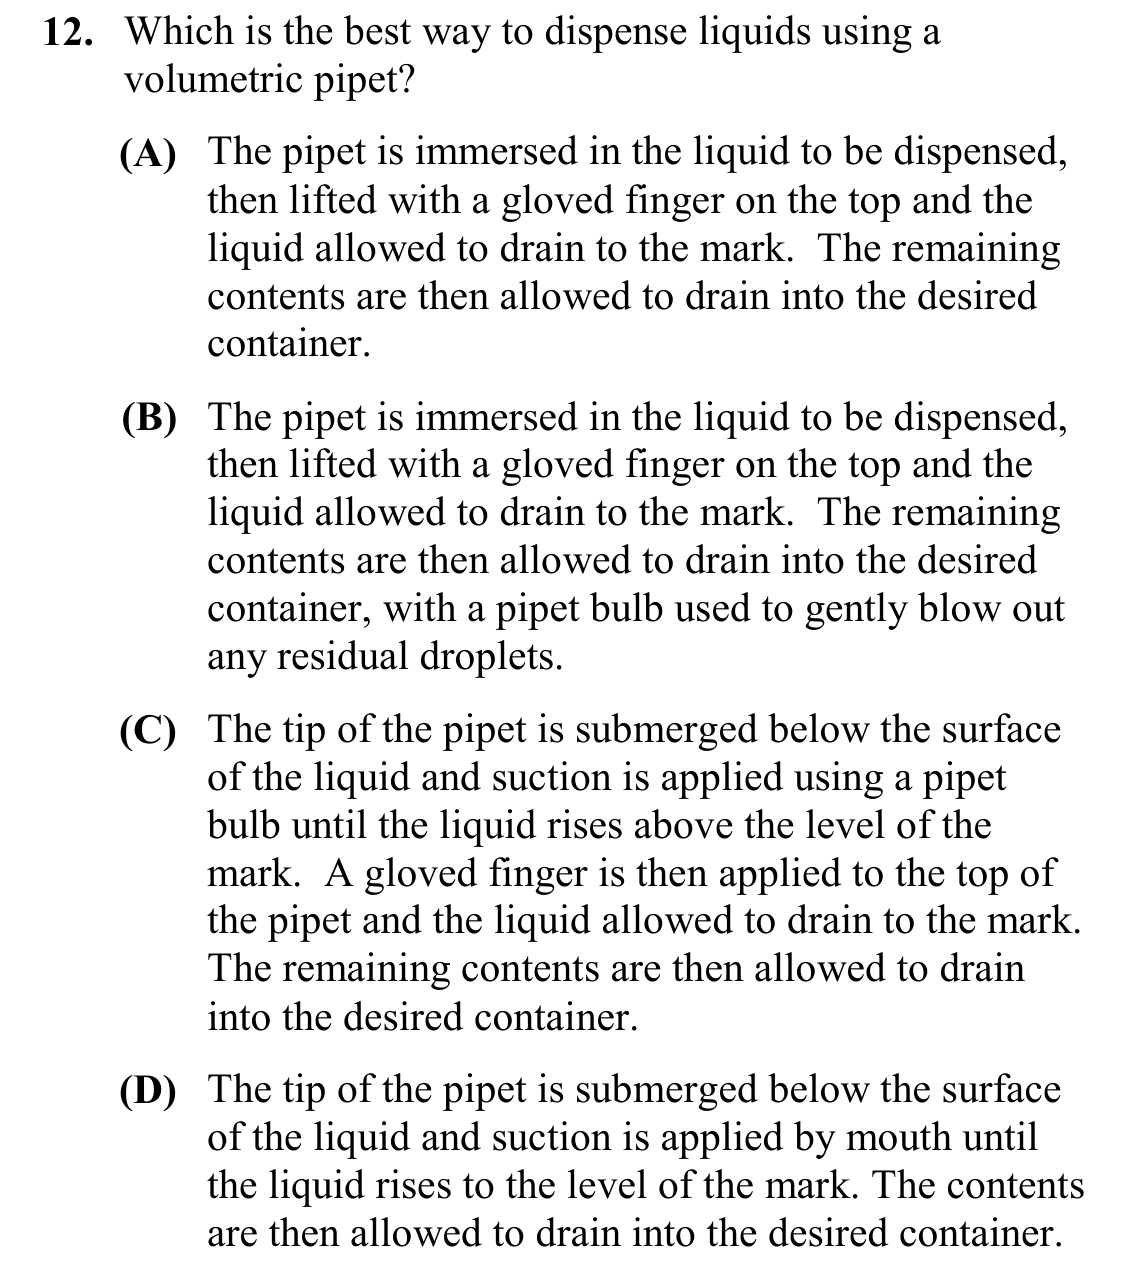 12. Which is the best way to dispense liquids using a
volumetric pipet?
(A) The pipet is immersed in the liquid to be dispensed,
then lifted with a gloved finger on the top and the
liquid allowed to drain to the mark. The remaining
contents are then allowed to drain into the desired
container.
(B) The pipet is immersed in the liquid to be dispensed,
then lifted with a gloved finger on the top and the
liquid allowed to drain to the mark. The remaining
contents are then allowed to drain into the desired
container, with a pipet bulb used to gently blow out
any residual droplets.
(C) The tip of the pipet is submerged below the surface
of the liquid and suction is applied using a pipet
bulb until the liquid rises above the level of the
mark. A gloved finger is then applied to the top of
the pipet and the liquid allowed to drain to the mark.
The remaining contents are then allowed to drain
into the desired container.
(D) The tip of the pipet is submerged below the surface
of the liquid and suction is applied by mouth until
the liquid rises to the level of the mark. The contents
are then allowed to drain into the desired container.